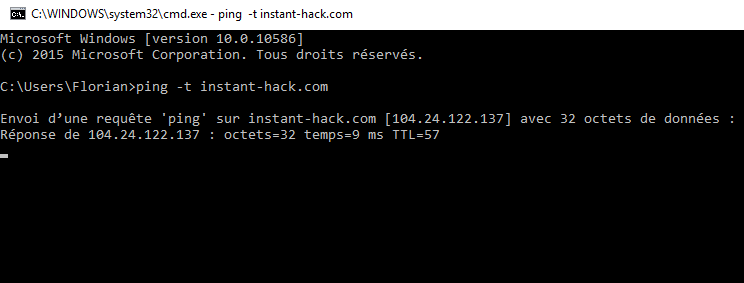 C:\WINDOWS\system32\cmd.exe - ping  -t instant-hack.com
Microsoft Windows [version 10.0.10586]
(c) 2015 Microsoft Corporation. Tous droits réservés.
C:\Users\Florian>ping -t instant-hack.com
Envoi d’une requête 'ping' sur instant-hack.com [104.24.122.137] avec 32 octets de données :
Réponse de 104.24.122.137 : octets=32 temps=9 ms TTL=57